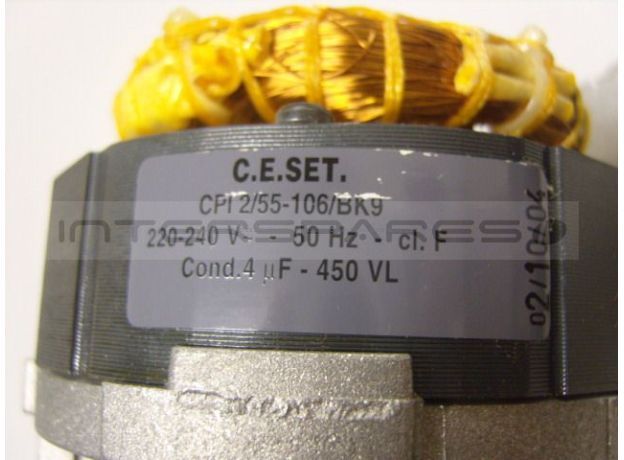 C.E.SET.
CPI 2/55-106/BK9
220-240 V~ - 50 Hz - cl. F
Cond.4 µF - 450 VL
02/10/04
INTERSPARES